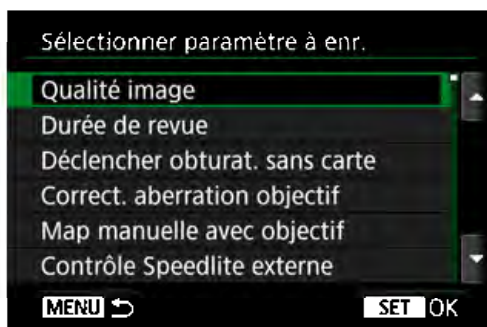 Sélectionner paramètre à enr.
Qualité image
Durée de revue
Déclencher obturat. sans carte
Correct. aberration objectif
Map manuelle avec objectif
Contrôle Speedlite externe
MENU SET OK